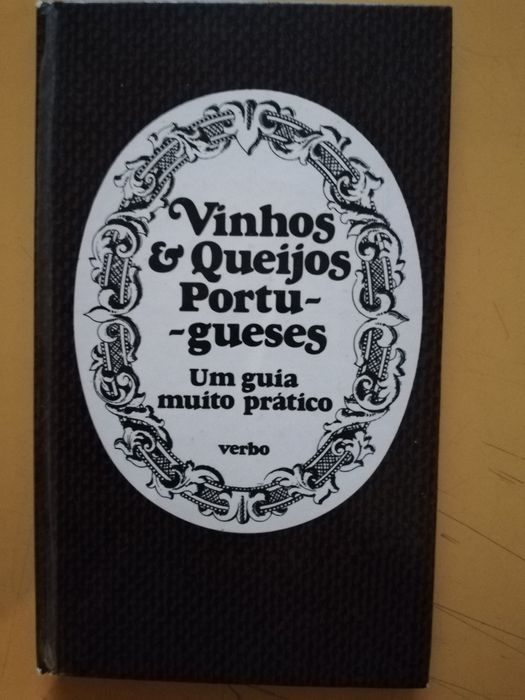 Vinhos
& Queijos
Portu-
-gueses
Um guia
muito prático
verbo